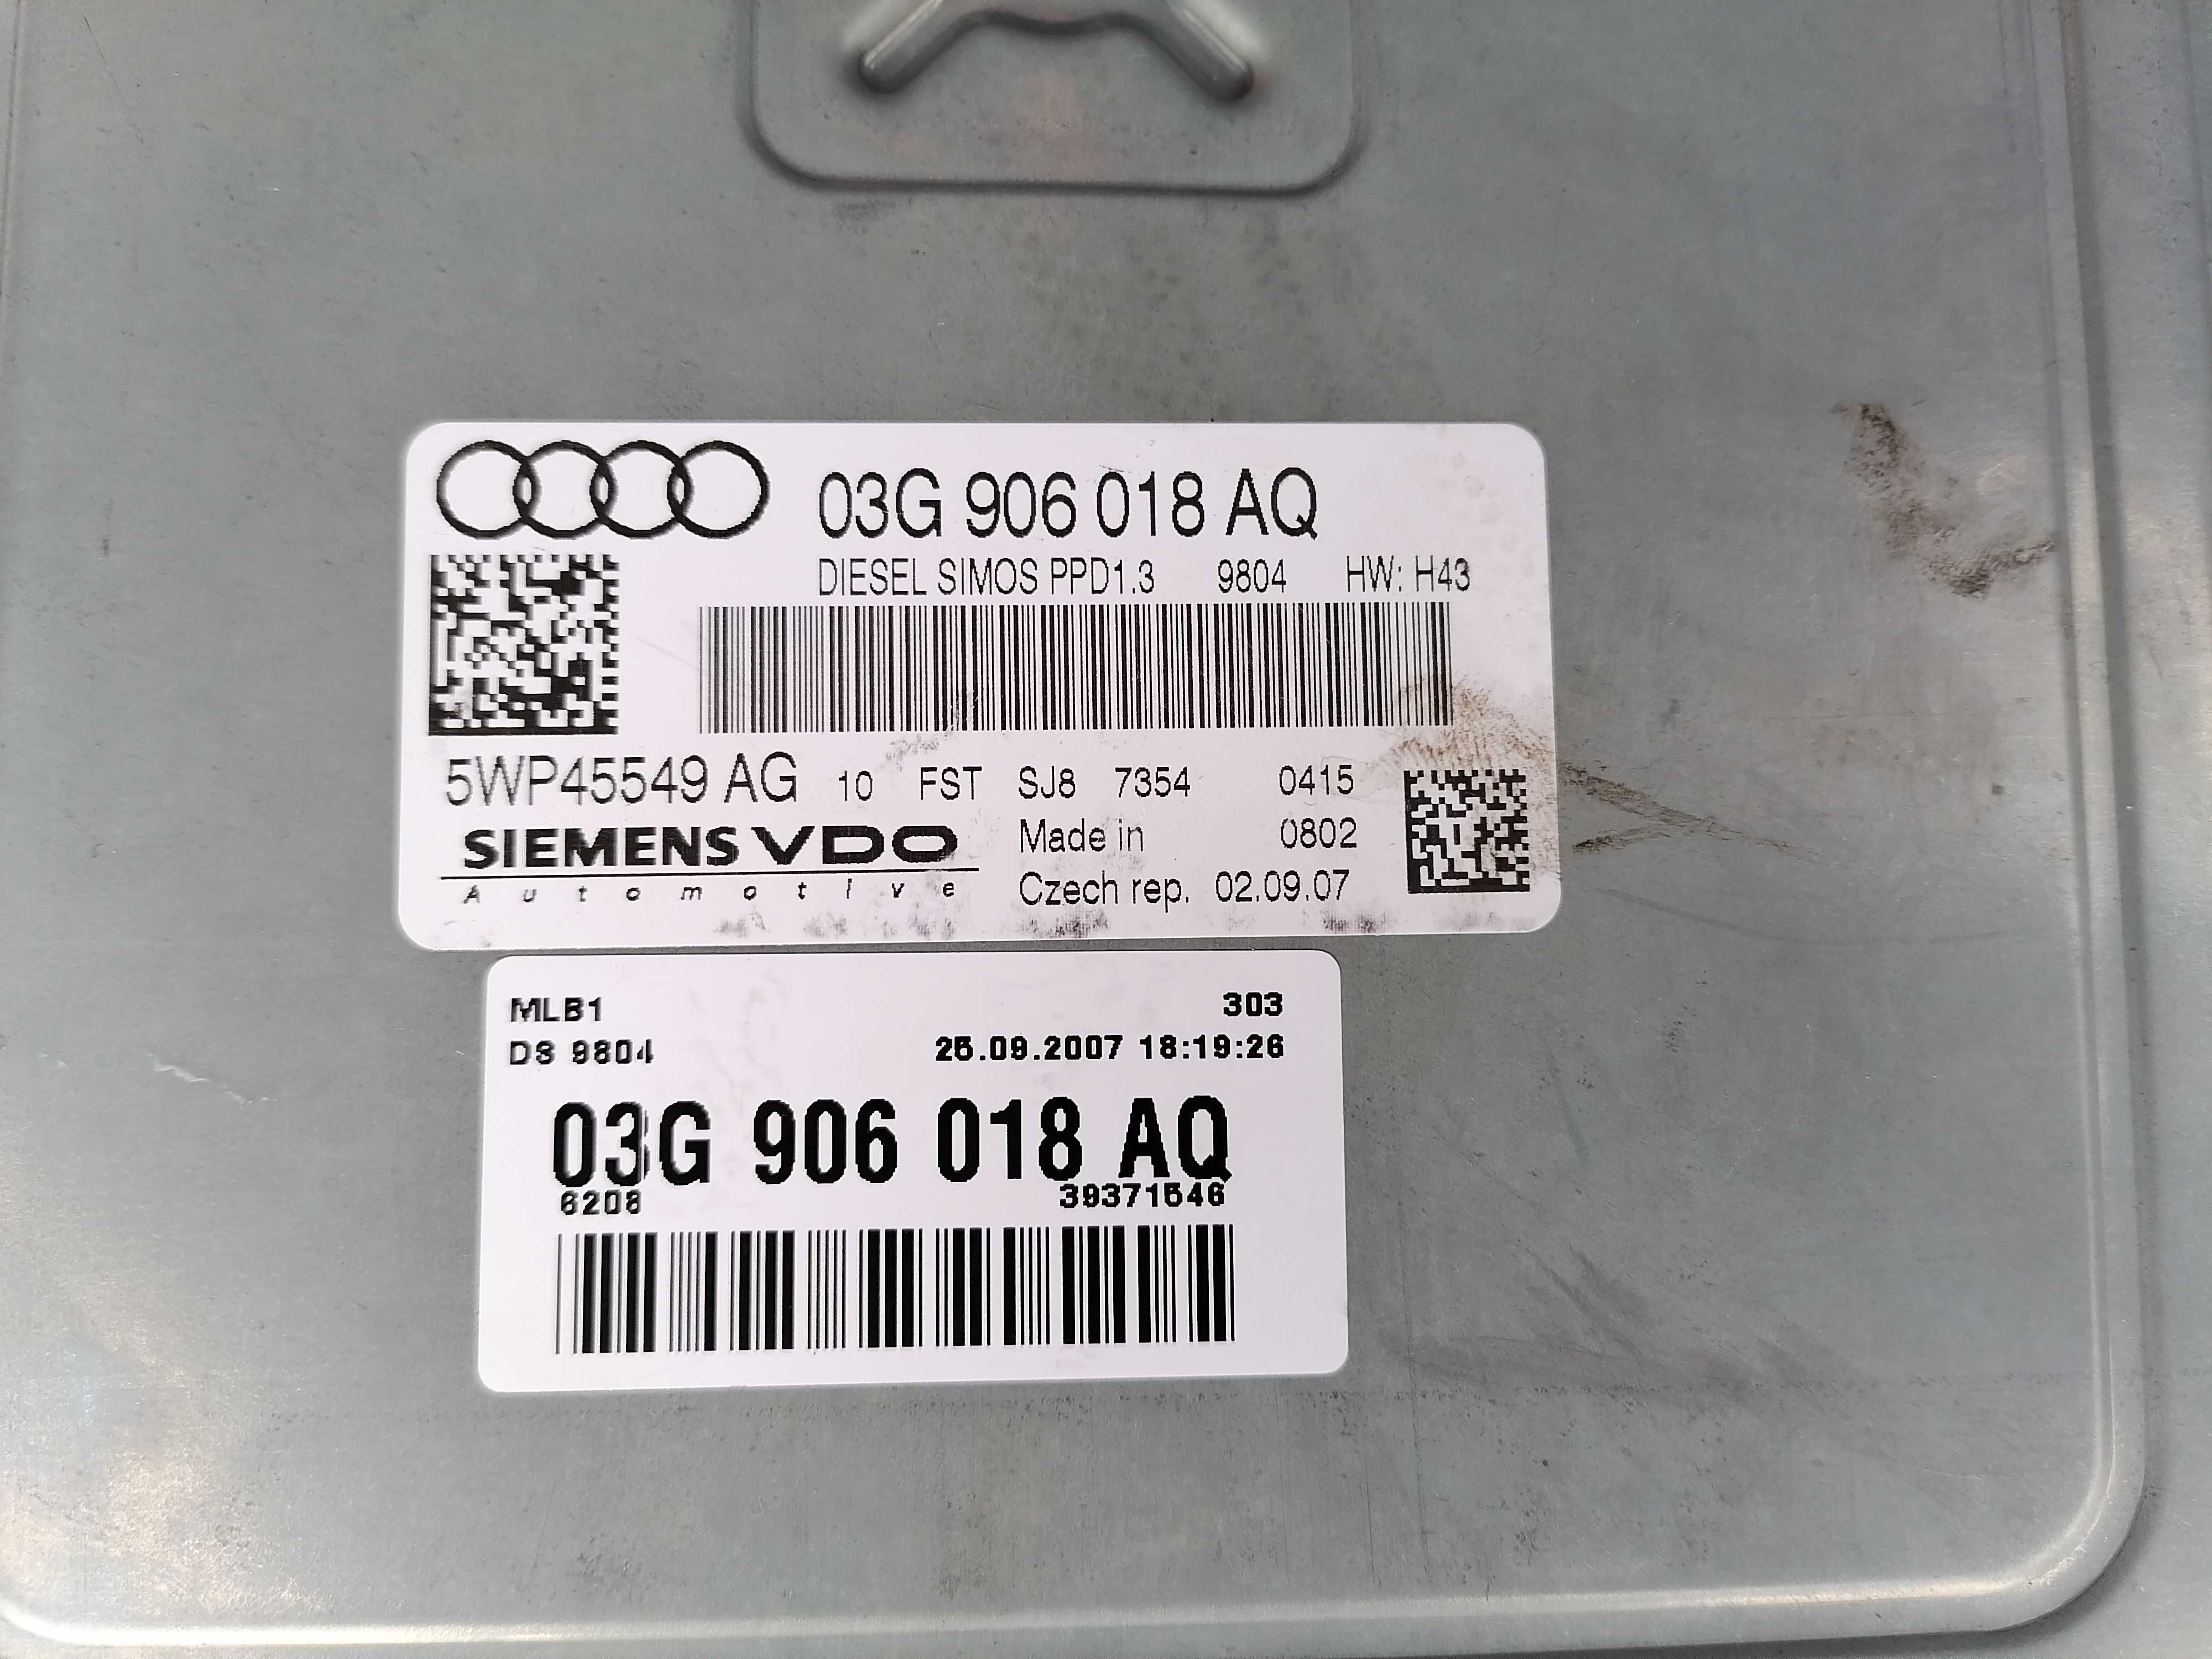 03G 906 018 AQ
DIESEL SIMOS PPD1.3 9804 HW: H43
5WP45549 AG 10 FST SJ8 7354 0415
SIEMENS VDO Made in 0802
Automotive Czech rep. 02.09.07
MLB1 303
DS 9804 25.09.2007 18:19:26
03G 906 018 AQ
6208 39371546